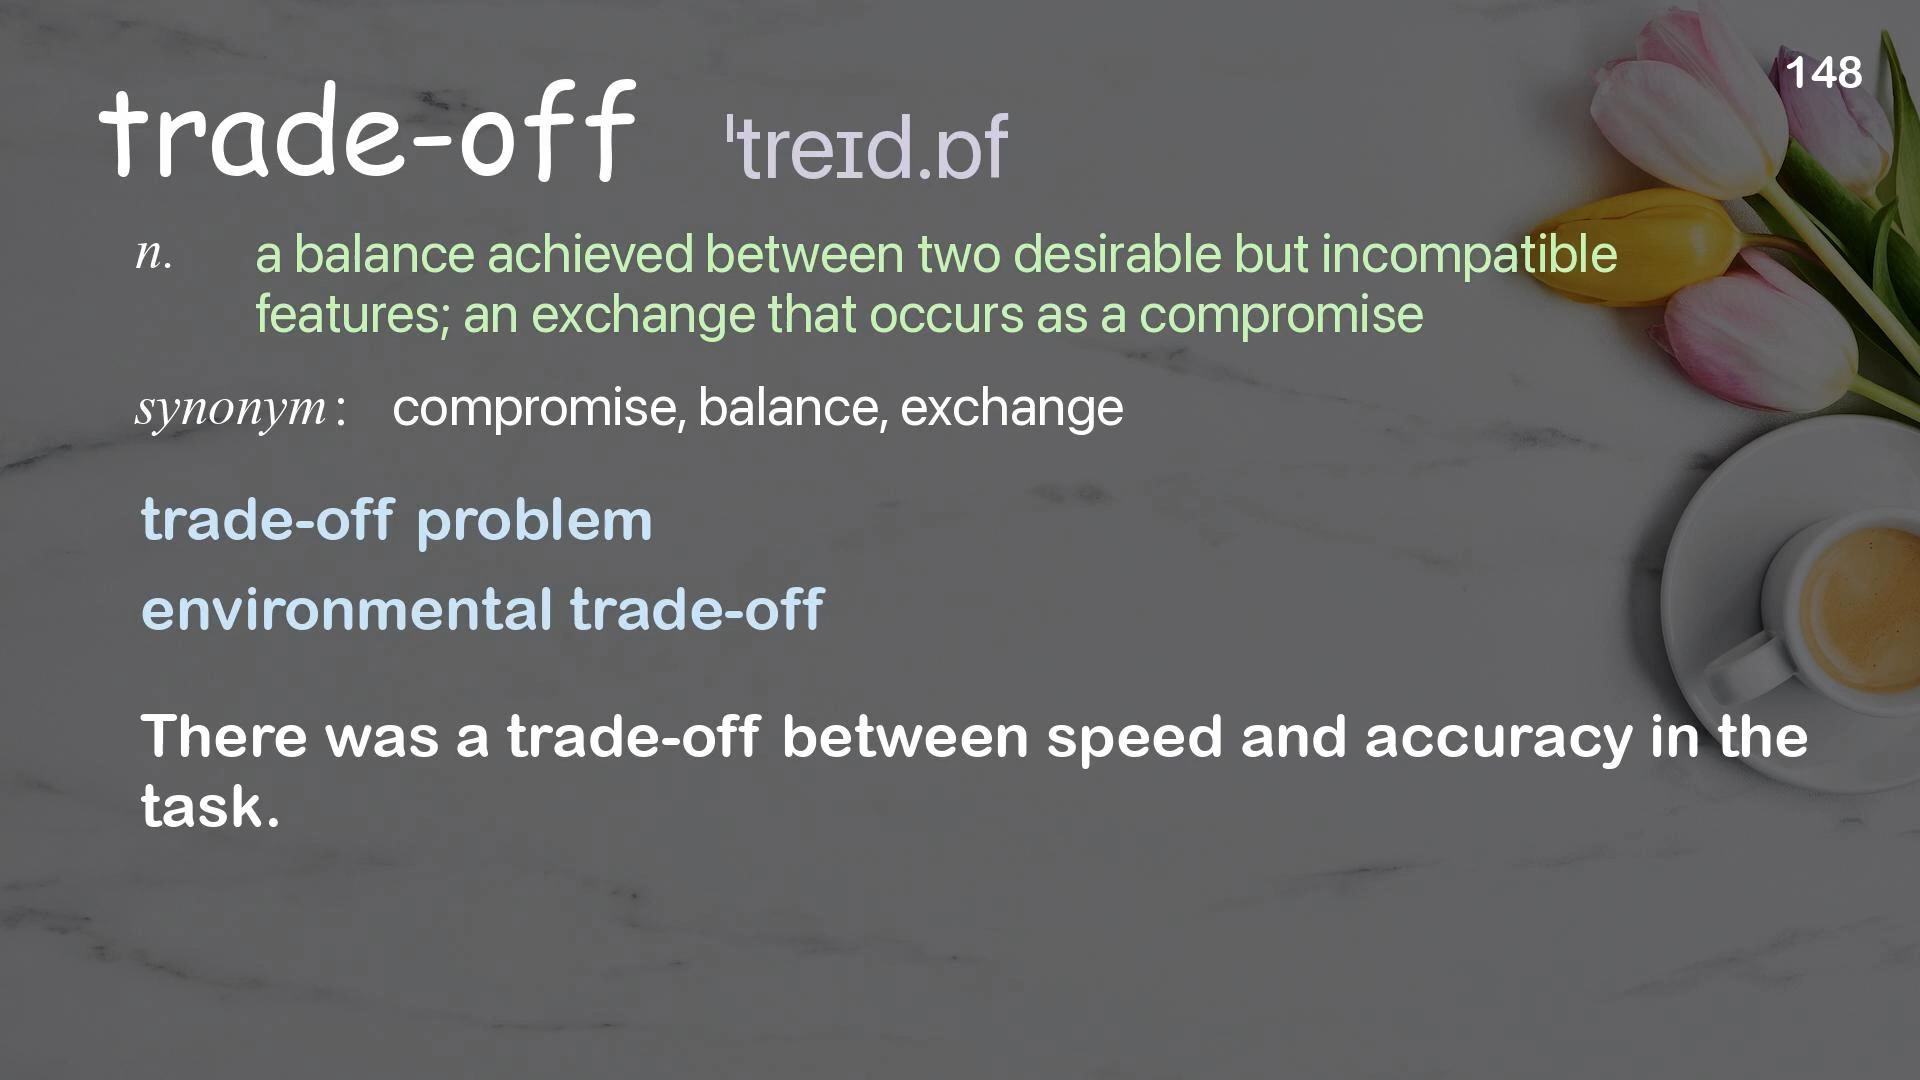 148
trade-off ˈtreɪd.ɒf
n. a balance achieved between two desirable but incompatible
features; an exchange that occurs as a compromise
synonym: compromise, balance, exchange
trade-off problem
environmental trade-off
There was a trade-off between speed and accuracy in the
task.